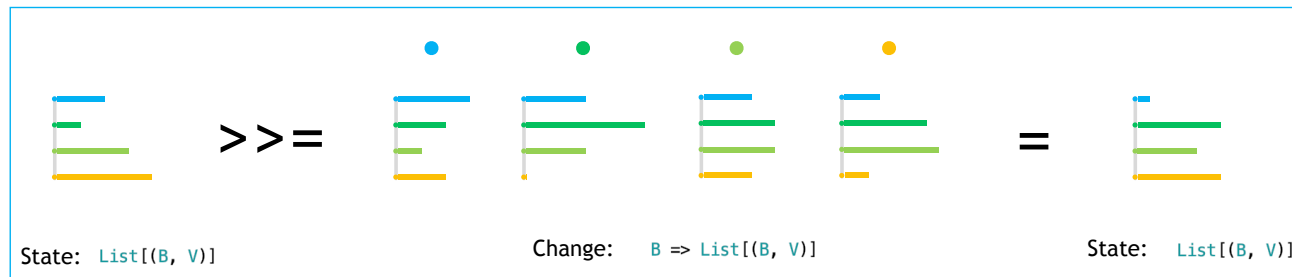 >>=
=
State: List[(B, V)]
Change: B => List[(B, V)]
State: List[(B, V)]